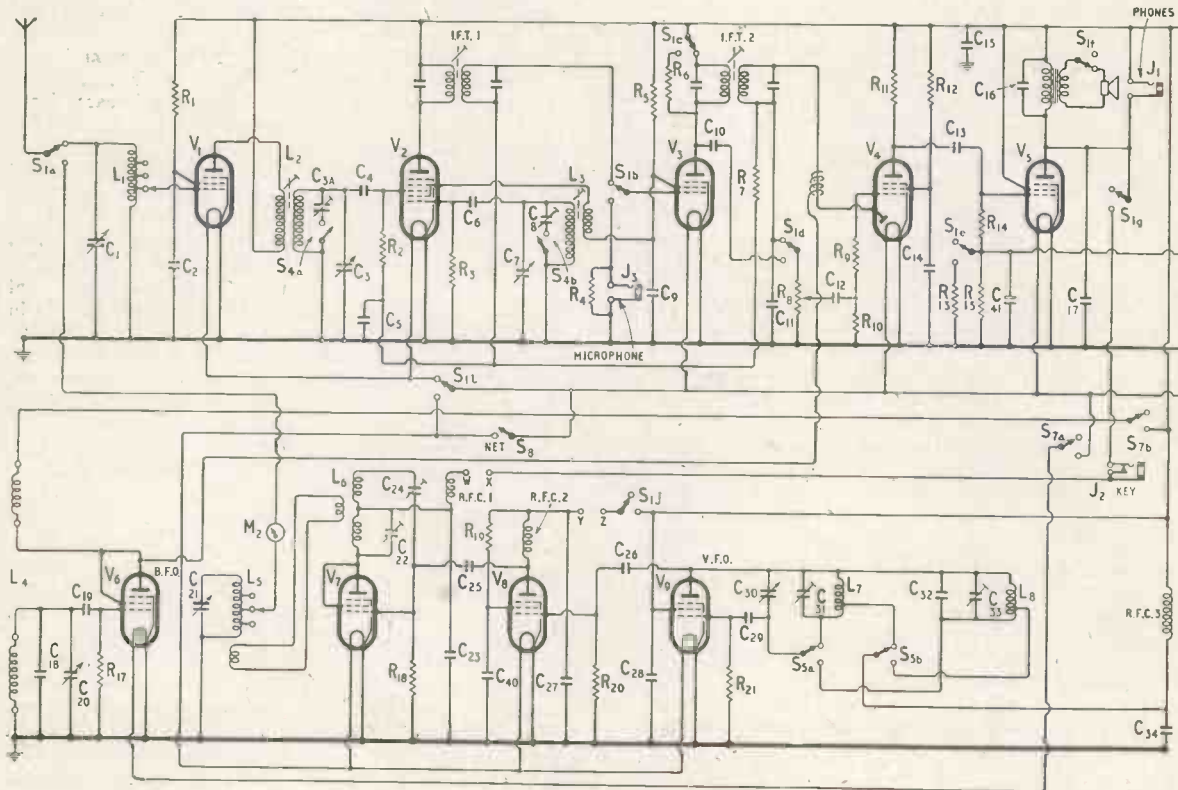 PHONES
I.F.T. 1
S1c
I.F.T. 2
C15
S1f
J1
R1
R5
R6
R11
R12
C16
V1
L2
V2
C10
V3
V4
C13
V5
S1a
L1
C3A
C4
L3
S1b
R7
C6
C8
S1d
S1e
R14
S1g
C1
C2
S4a
C3
R2
R3
C7
S4b
R4
J3
C9
R9
C14
R8
C12
C5
C11
R10
R13
R15
C41
C17
MICROPHONE
S1i
NET
S8
S7a
S7b
J2
KEY
L6
C24
W
X
R.F.C.1
R.F.C.2
S1j
M2
R19
Y
Z
C22
C26
V.F.O.
V6
B.F.O.
C21
L5
V7
C25
V8
V9
C30
C31
L7
C32
C33
L8
R.F.C.3
L4
C19
C29
C18
C20
R17
R18
C23
C40
C27
R20
C28
R21
S5a
S5b
C34